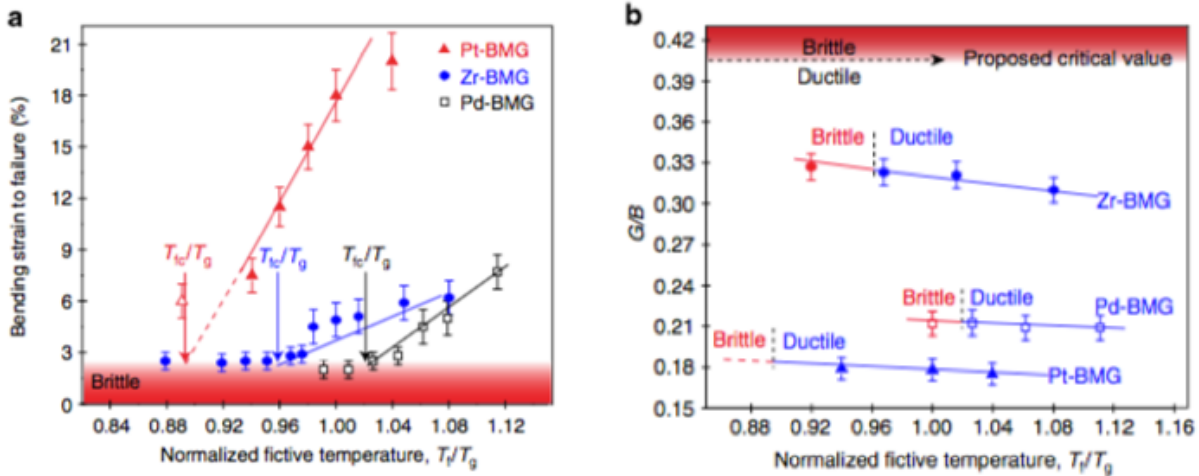 a
Bending strain to failure (%)
21
18
15
12
9
6
3
0
Pt-BMG
Zr-BMG
Pd-BMG
Tfc/Tg
Tfc/Tg
Tfc/Tg
Brittle
0.84 0.88 0.92 0.96 1.00 1.04 1.08 1.12
Normalized fictive temperature, Tf/Tg
b
G/B
0.42
0.39
0.36
0.33
0.30
0.27
0.24
0.21
0.18
0.15
Brittle
Proposed critical value
Ductile
Brittle Ductile
Zr-BMG
Brittle Ductile
Pd-BMG
Brittle Ductile
Pt-BMG
0.88 0.92 0.96 1.00 1.04 1.08 1.12 1.16
Normalized fictive temperature, Tf/Tg